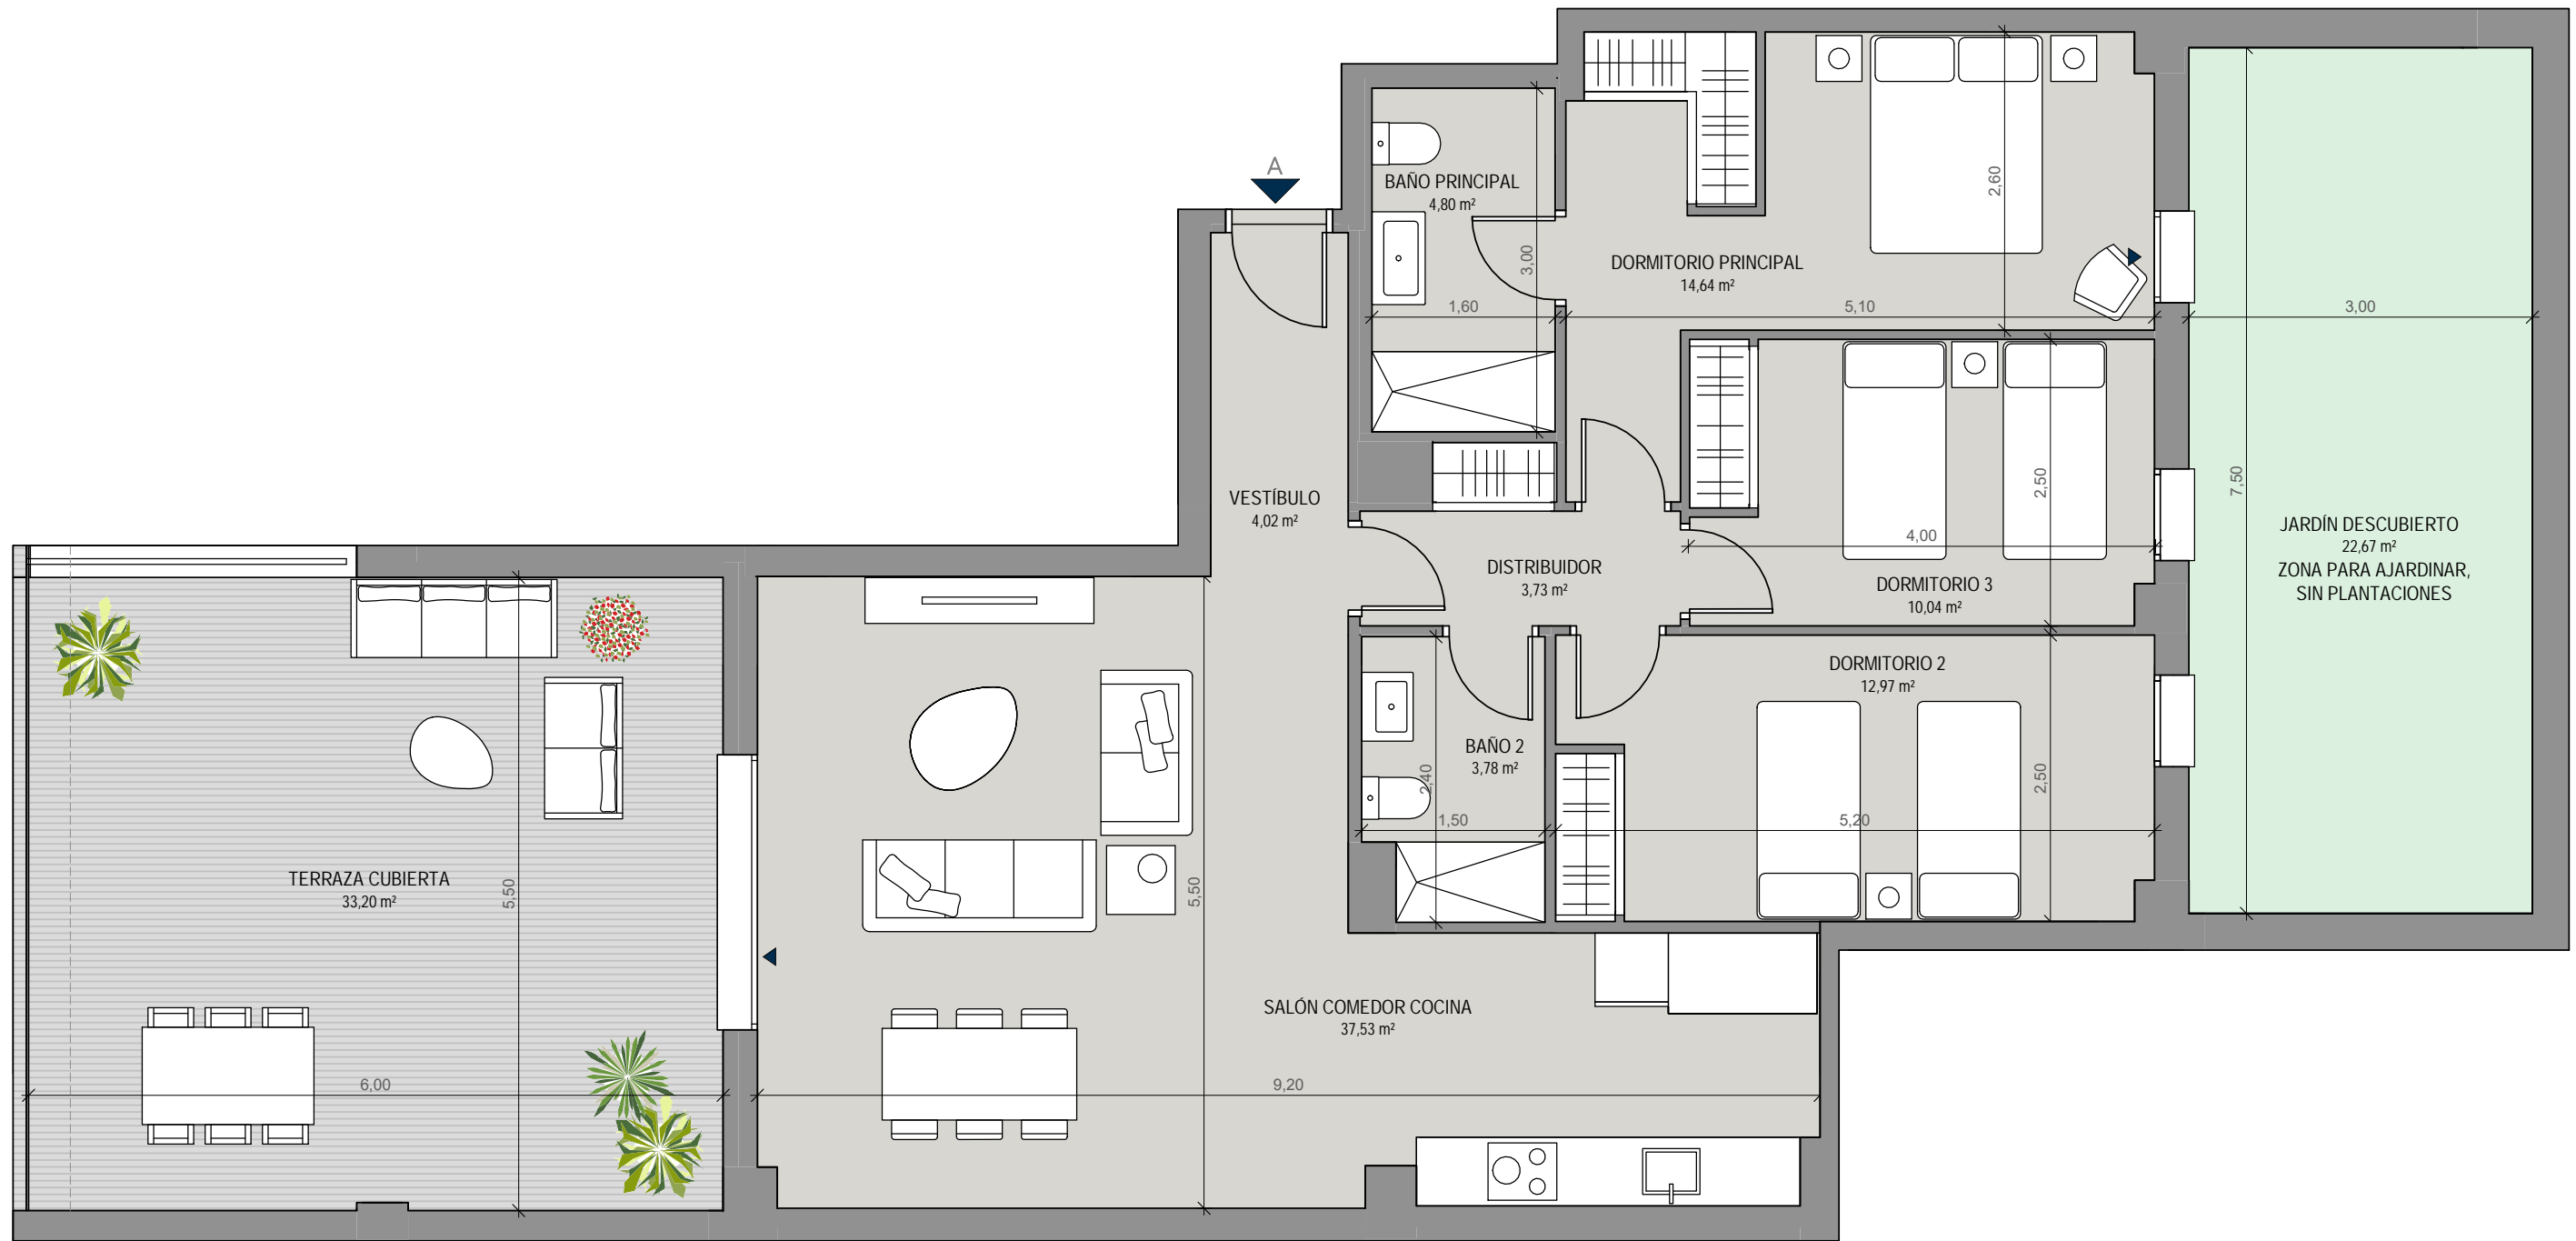 A
BAÑO PRINCIPAL
4,80 m²
3,00
1,60
DORMITORIO PRINCIPAL
14,64 m²
2,60
5,10
3,00
7,50
JARDÍN DESCUBIERTO
22,67 m²
ZONA PARA AJARDINAR,
SIN PLANTACIONES
VESTÍBULO
4,02 m²
DISTRIBUIDOR
3,73 m²
2,50
4,00
DORMITORIO 3
10,04 m²
DORMITORIO 2
12,97 m²
2,50
5,20
BAÑO 2
3,78 m²
2,40
1,50
TERRAZA CUBIERTA
33,20 m²
5,50
6,00
5,50
SALÓN COMEDOR COCINA
37,53 m²
9,20